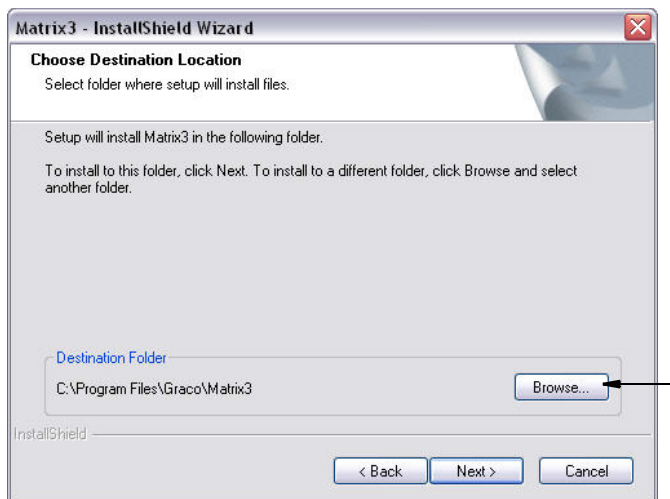 Matrix3 - InstallShield Wizard
Choose Destination Location
Select folder where setup will install files.
Setup will install Matrix3 in the following folder.
To install to this folder, click Next. To install to a different folder, click Browse and select
another folder.
Destination Folder
C:\Program Files\Graco\Matrix3
Browse...
InstallShield
< Back
Next >
Cancel